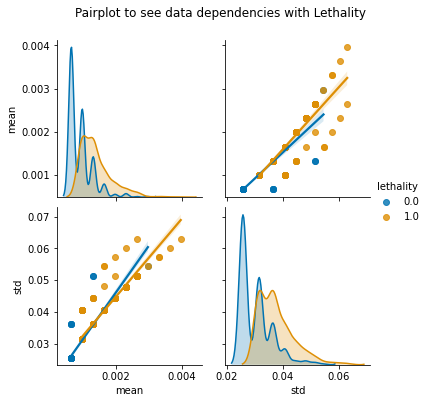 Pairplot to see data dependencies with Lethality
0.004
0.003
0.002
0.001
mean
lethality
0.0
1.0
0.07
0.06
0.05
0.04
0.03
std
0.002 0.004
mean
0.02 0.04 0.06
std